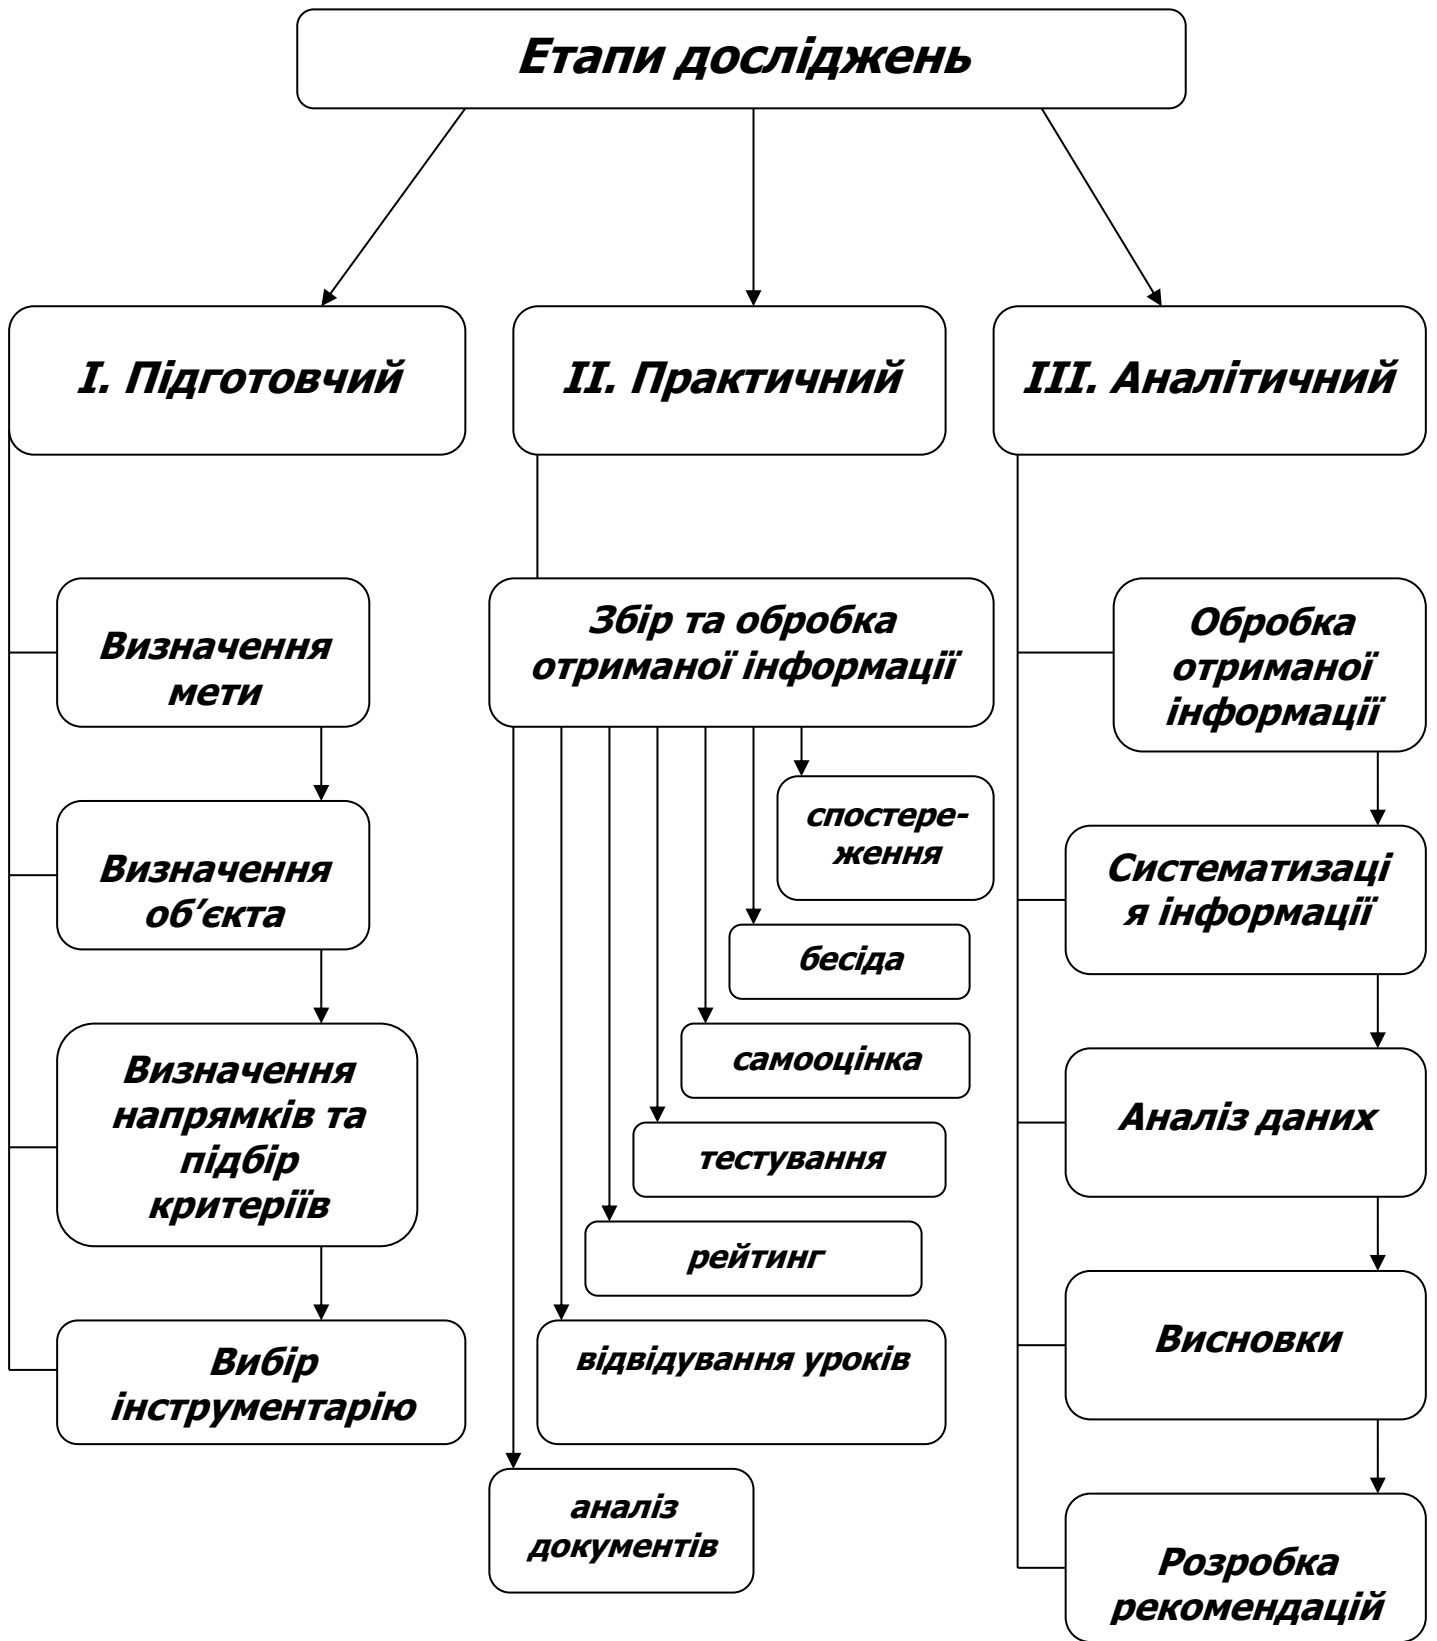 Етапи досліджень
І. Підготовчий
ІІ. Практичний
ІІІ. Аналітичний
Визначення
мети
Визначення
об’єкта
Визначення
напрямків та
підбір
критеріїв
Вибір
інструментарію
Збір та обробка
отриманої інформації
спостере-
ження
бесіда
самооцінка
тестування
рейтинг
відвідування уроків
аналіз
документів
Обробка
отриманої
інформації
Систематизаці
я інформації
Аналіз даних
Висновки
Розробка
рекомендацій